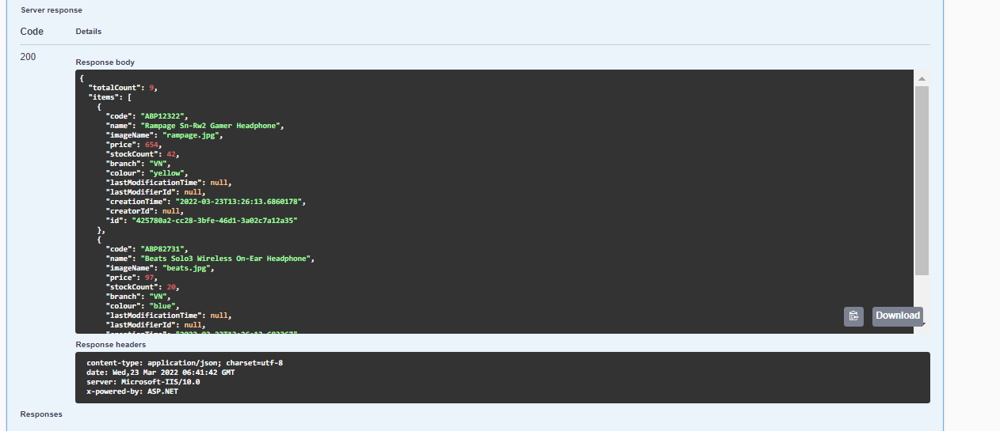 Server response
Code Details
200
Response body
{
"totalCount": 9,
"items": [
{
"code": "ABP12322",
"name": "Rampage Sn-Rw2 Gamer Headphone",
"imageName": "rampage.jpg",
"price": 654,
"stockCount": 42,
"branch": "VN",
"colour": "yellow",
"lastModificationTime": null,
"lastModifierId": null,
"creationTime": "2022-03-23T13:26:13.6860178",
"creatorId": null,
"id": "425780a2-cc28-3bfe-46d1-3a02c7a12a35"
},
{
"code": "ABP82731",
"name": "Beats Solo3 Wireless On-Ear Headphone",
"imageName": "beats.jpg",
"price": 97,
"stockCount": 20,
"branch": "VN",
"colour": "blue",
"lastModificationTime": null,
"lastModifierId": null,
Download
Response headers
content-type: application/json; charset=utf-8
date: Wed,23 Mar 2022 06:41:42 GMT
server: Microsoft-IIS/10.0
x-powered-by: ASP.NET
Responses